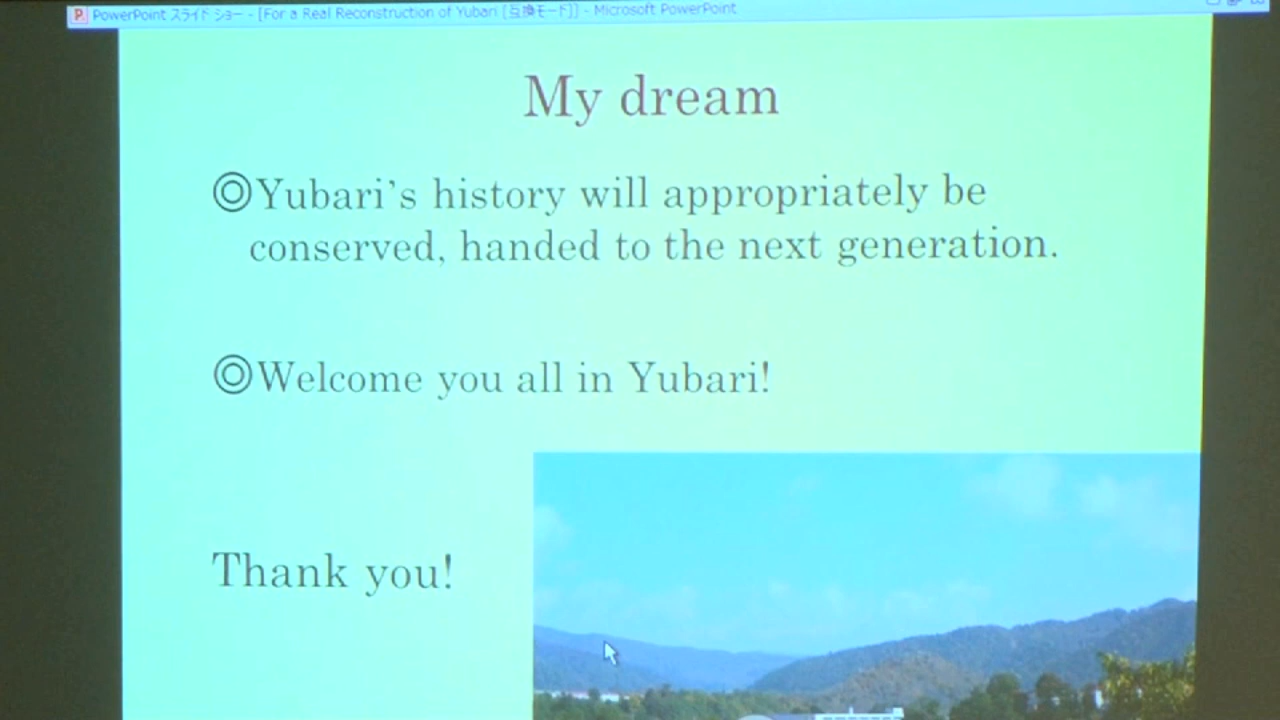 PowerPoint スライド ショー - [For a Real Reconstruction of Yubari [互換モード]] - Microsoft PowerPoint
My dream
◎Yubari's history will appropriately be
conserved, handed to the next generation.
◎Welcome you all in Yubari!
Thank you!